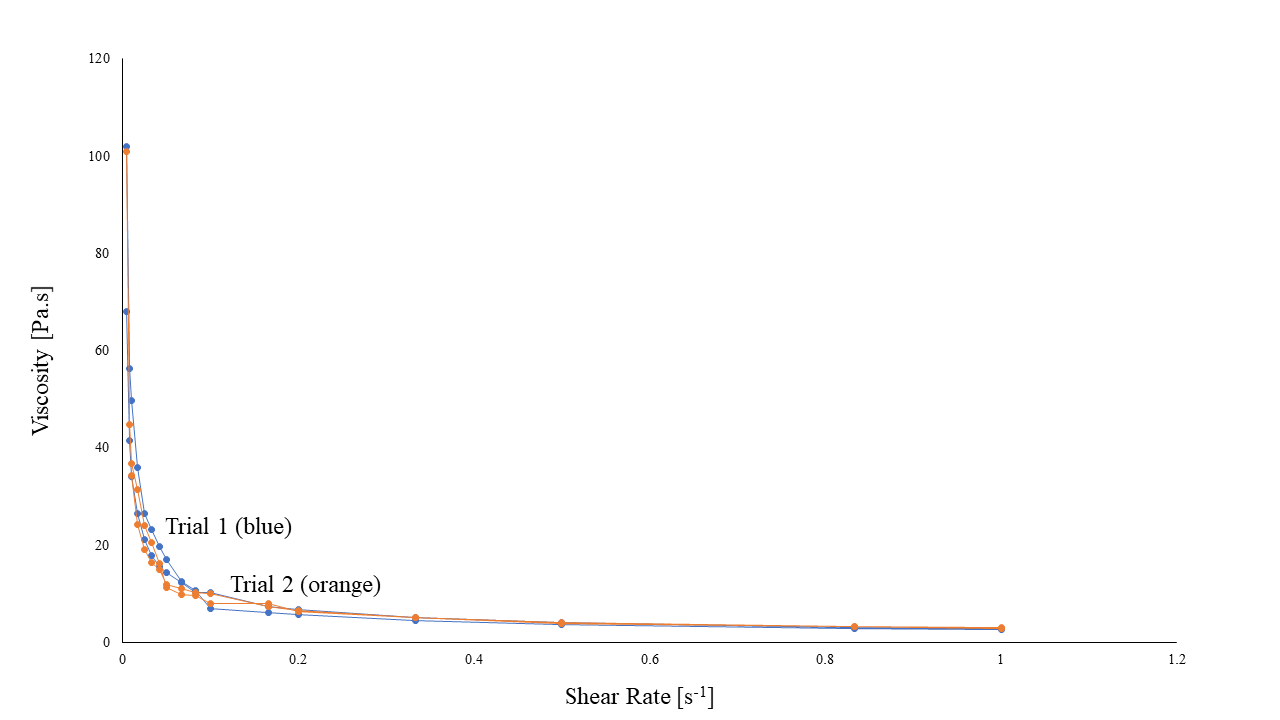 120
100
80
60
40
20
0
Viscosity [Pa.s]
Trial 1 (blue)
Trial 2 (orange)
0 0.2 0.4 0.6 0.8 1 1.2
Shear Rate [s⁻¹]